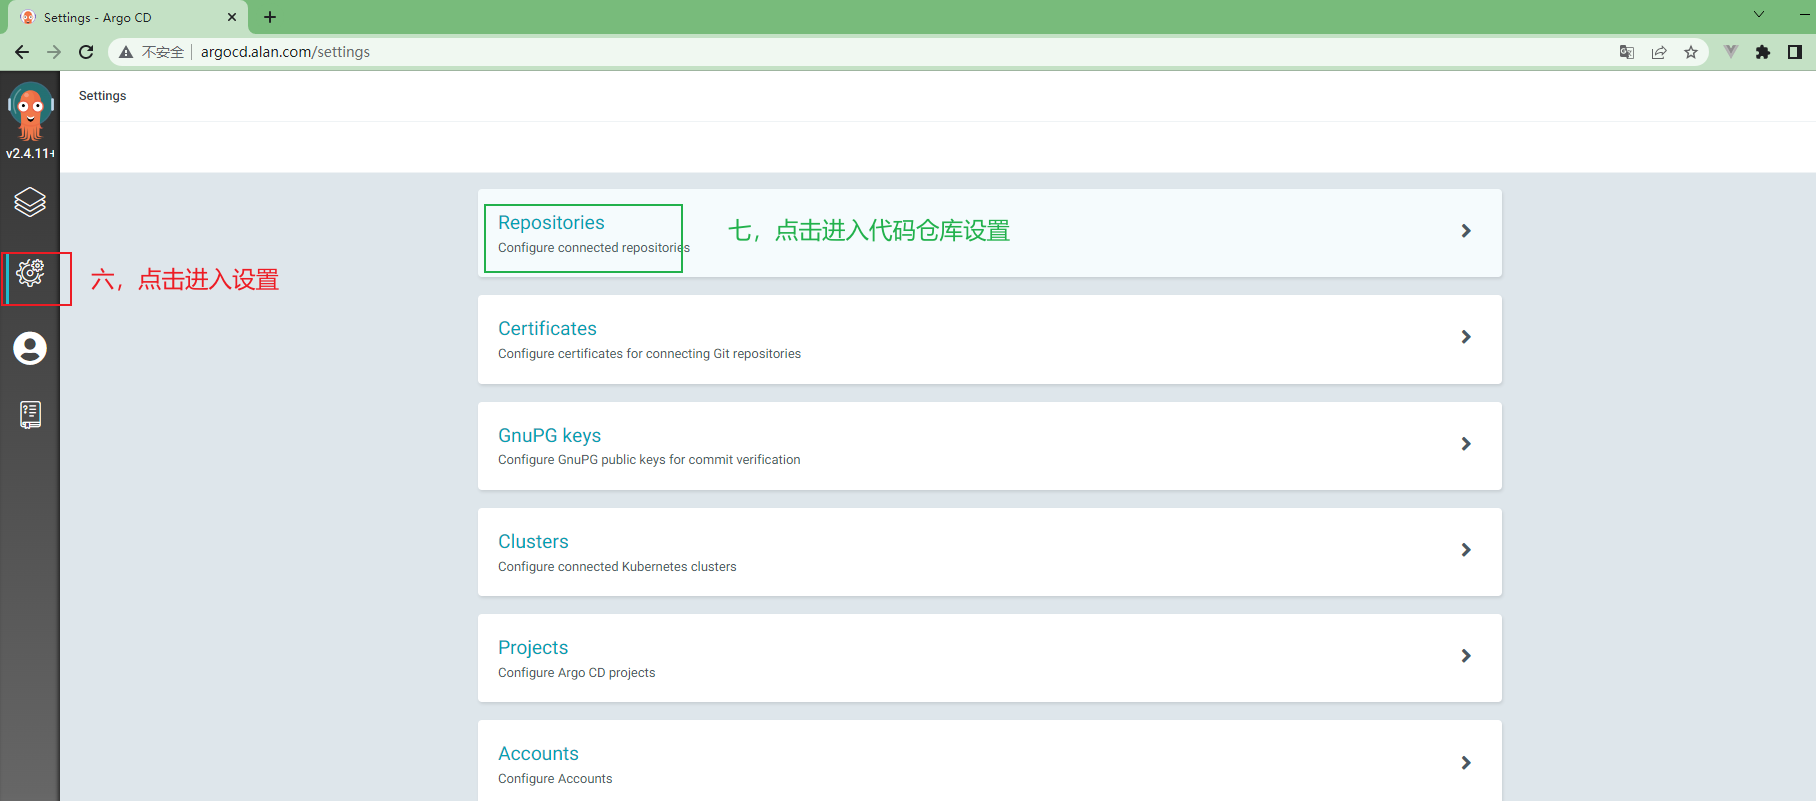 Settings - Argo CD
不安全 argocd.alan.com/settings
Settings
v2.4.11+
Repositories
Configure connected repositories
七，点击进入代码仓库设置
六，点击进入设置
Certificates
Configure certificates for connecting Git repositories
GnuPG keys
Configure GnuPG public keys for commit verification
Clusters
Configure connected Kubernetes clusters
Projects
Configure Argo CD projects
Accounts
Configure Accounts